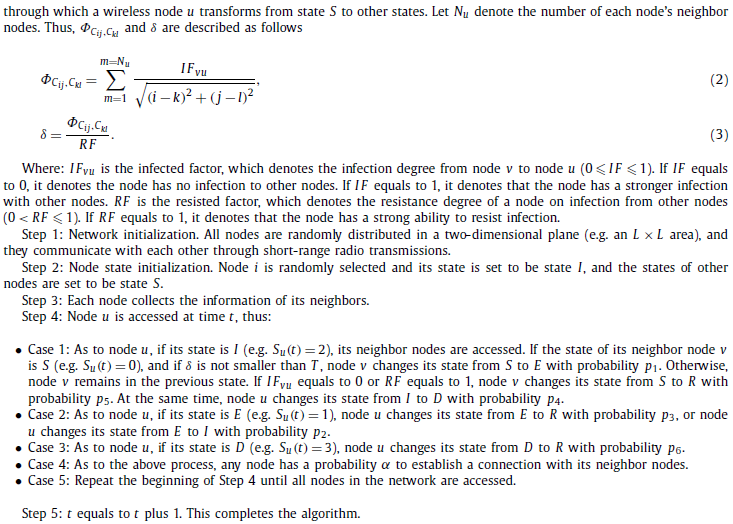 through which a wireless node u transforms from state S to other states. Let N_u denote the number of each node's neighbor
nodes. Thus, Φ_{C_{ij},C_{kl}} and δ are described as follows
Φ_{C_{ij},C_{kl}} = \sum_{m=1}^{m=N_u} \frac{IF_{vu}}{\sqrt{(i-k)^2+(j-l)^2}}, (2)
δ = \frac{Φ_{C_{ij},C_{kl}}}{RF}. (3)
Where: IF_{vu} is the infected factor, which denotes the infection degree from node v to node u (0 ⩽ IF ⩽ 1). If IF equals
to 0, it denotes the node has no infection to other nodes. If IF equals to 1, it denotes that the node has a stronger infection
with other nodes. RF is the resisted factor, which denotes the resistance degree of a node on infection from other nodes
(0 < RF ⩽ 1). If RF equals to 1, it denotes that the node has a strong ability to resist infection.
Step 1: Network initialization. All nodes are randomly distributed in a two-dimensional plane (e.g. an L × L area), and
they communicate with each other through short-range radio transmissions.
Step 2: Node state initialization. Node i is randomly selected and its state is set to be state I, and the states of other
nodes are set to be state S.
Step 3: Each node collects the information of its neighbors.
Step 4: Node u is accessed at time t, thus:
• Case 1: As to node u, if its state is I (e.g. S_u(t) = 2), its neighbor nodes are accessed. If the state of its neighbor node v
is S (e.g. S_u(t) = 0), and if δ is not smaller than T, node v changes its state from S to E with probability p_1. Otherwise,
node v remains in the previous state. If IF_{vu} equals to 0 or RF equals to 1, node v changes its state from S to R with
probability p_5. At the same time, node u changes its state from I to D with probability p_4.
• Case 2: As to node u, if its state is E (e.g. S_u(t) = 1), node u changes its state from E to R with probability p_3, or node
u changes its state from E to I with probability p_2.
• Case 3: As to node u, if its state is D (e.g. S_u(t) = 3), node u changes its state from D to R with probability p_6.
• Case 4: As to the above process, any node has a probability α to establish a connection with its neighbor nodes.
• Case 5: Repeat the beginning of Step 4 until all nodes in the network are accessed.
Step 5: t equals to t plus 1. This completes the algorithm.